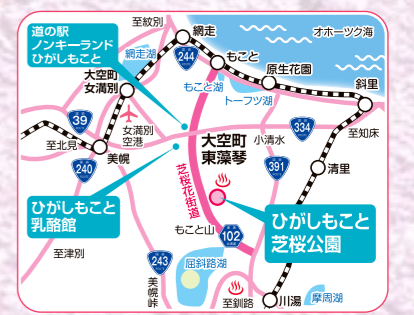 至紋別
道の駅
ノンキーランド
ひがしもこと
網走
オホーツク海
網走湖
244
もこと
原生花園
大空町
女満別
もこと湖
トーフツ湖
斜里
39
女満別
空港
334
至知床
至北見
美幌
大空町
東藻琴
小清水
240
391
清里
芝桜花街道
ひがしもこと
乳酪館
ひがしもこと
芝桜公園
もこと山
102
至津別
243
屈斜路湖
美幌峠
至釧路
川湯
摩周湖